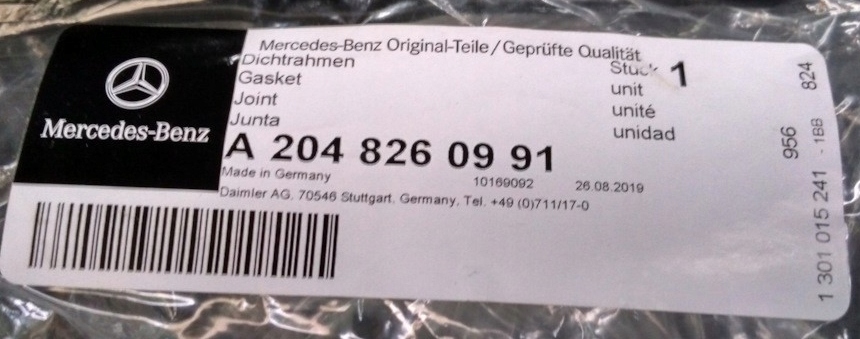 Mercedes-Benz Original-Teile/Geprüfte Qualität
Mercedes-Benz
Dichtrahmen
Gasket
Joint
Junta
Stück 1
unit
unité
unidad
A 204 826 09 91
Made in Germany 10169092 26.08.2019
Daimler AG. 70546 Stuttgart, Germany, Tel. +49 (0)711/17-0
956 824
1 301 015 241 - 1BB